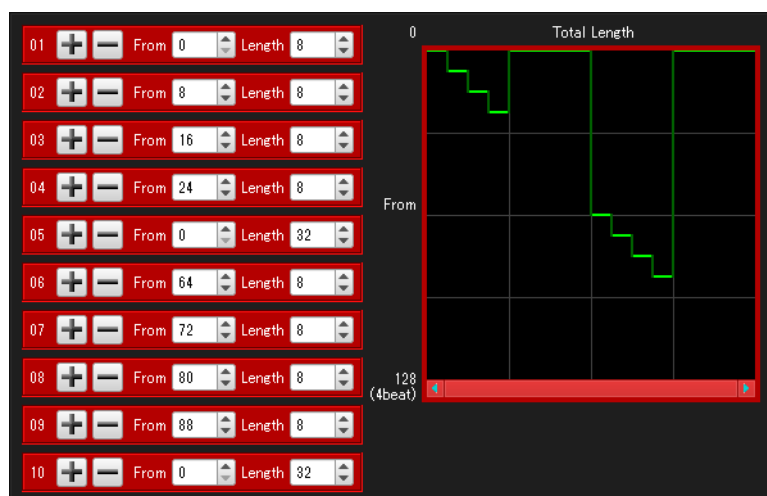 01 From 0 Length 8
02 From 8 Length 8
03 From 16 Length 8
04 From 24 Length 8
05 From 0 Length 32
06 From 64 Length 8
07 From 72 Length 8
08 From 80 Length 8
09 From 88 Length 8
10 From 0 Length 32
0 Total Length
From
128
(4beat)